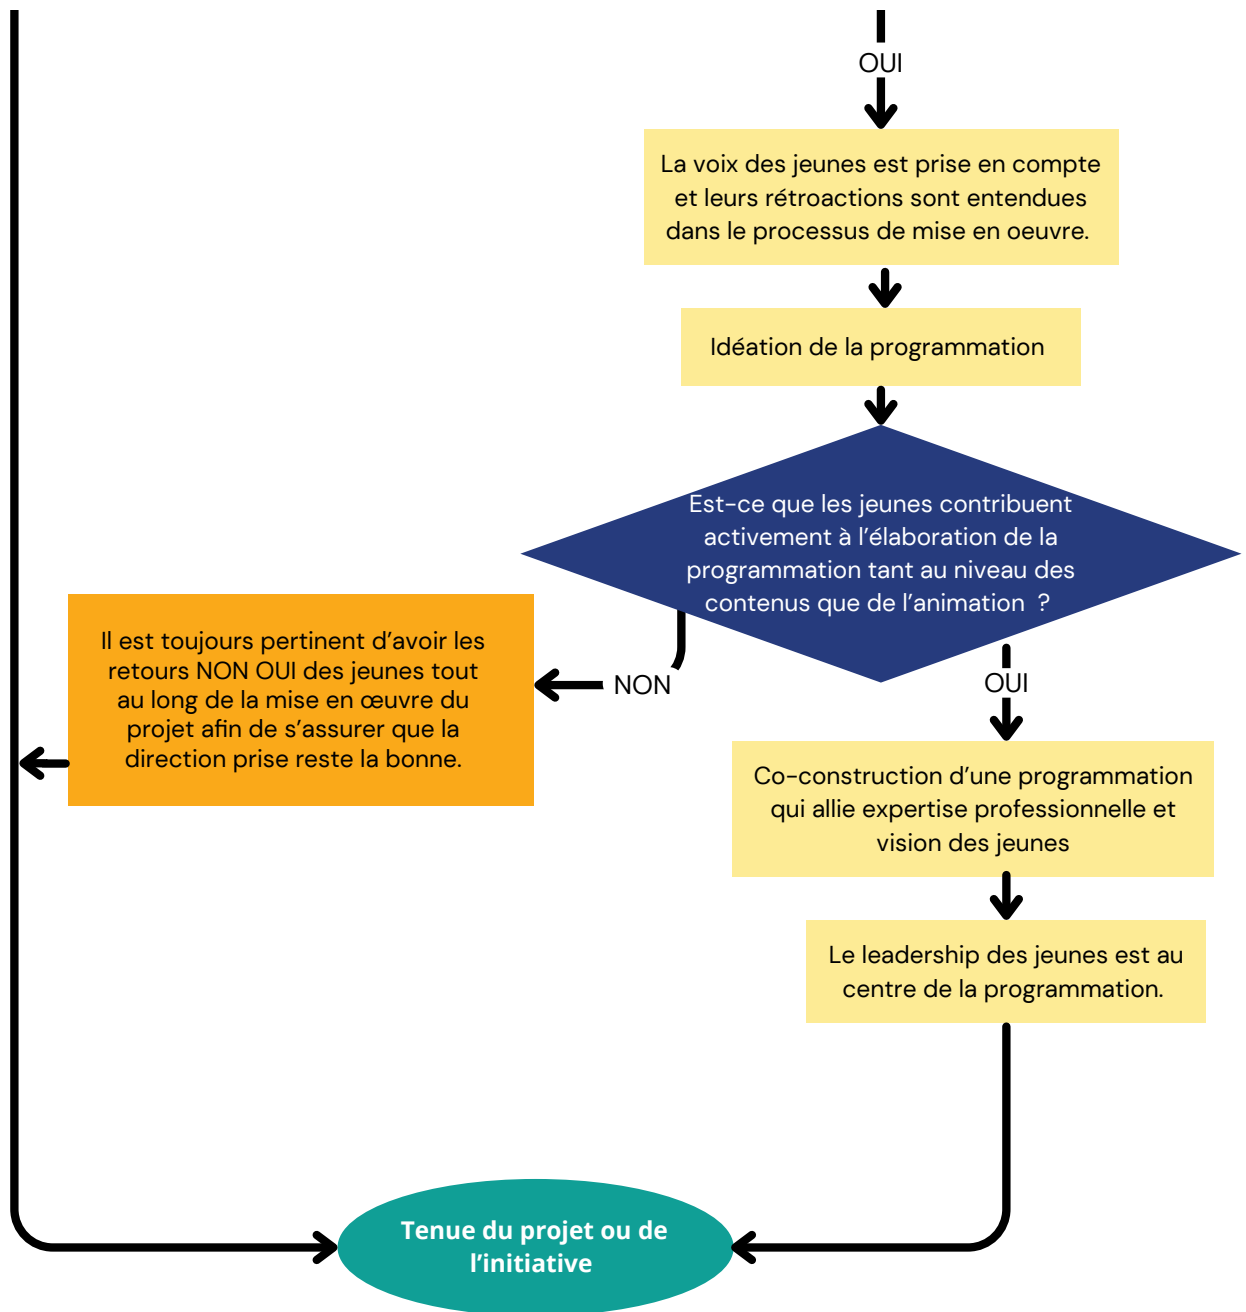 OUI
La voix des jeunes est prise en compte
et leurs rétroactions sont entendues
dans le processus de mise en oeuvre.
Idéation de la programmation
Est-ce que les jeunes contribuent
activement à l’élaboration de la
programmation tant au niveau des
contenus que de l’animation  ?
NON
Il est toujours pertinent d’avoir les
retours NON OUI des jeunes tout
au long de la mise en œuvre du
projet afin de s’assurer que la
direction prise reste la bonne.
OUI
Co-construction d’une programmation
qui allie expertise professionnelle et
vision des jeunes
Le leadership des jeunes est au
centre de la programmation.
Tenue du projet ou de
l’initiative